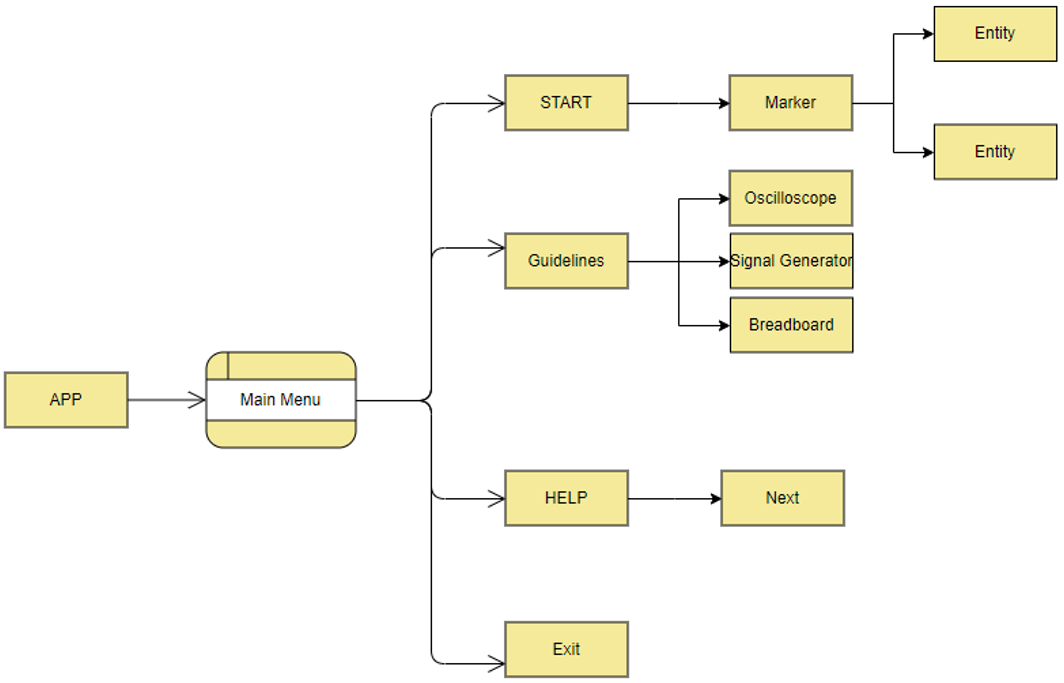 Entity
START
Marker
Entity
Oscilloscope
Guidelines
Signal Generator
Breadboard
APP
Main Menu
HELP
Next
Exit